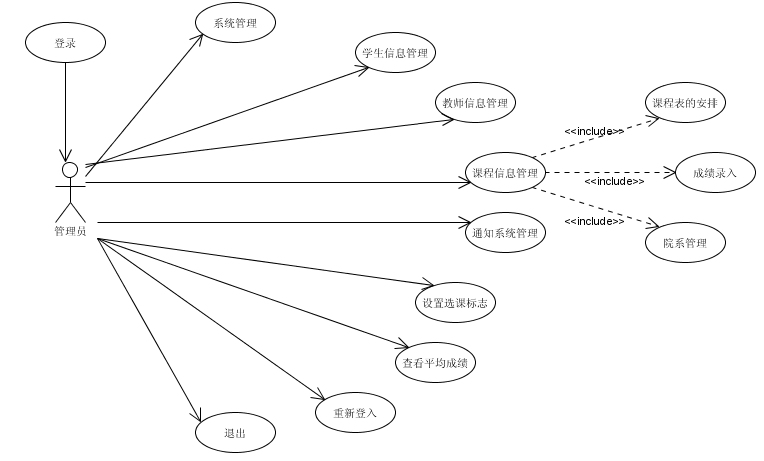 系统管理
登录
学生信息管理
教师信息管理
课程表的安排
<<include>>
课程信息管理
成绩录入
<<include>>
<<include>>
管理员
通知系统管理
院系管理
设置选课标志
查看平均成绩
重新登入
退出